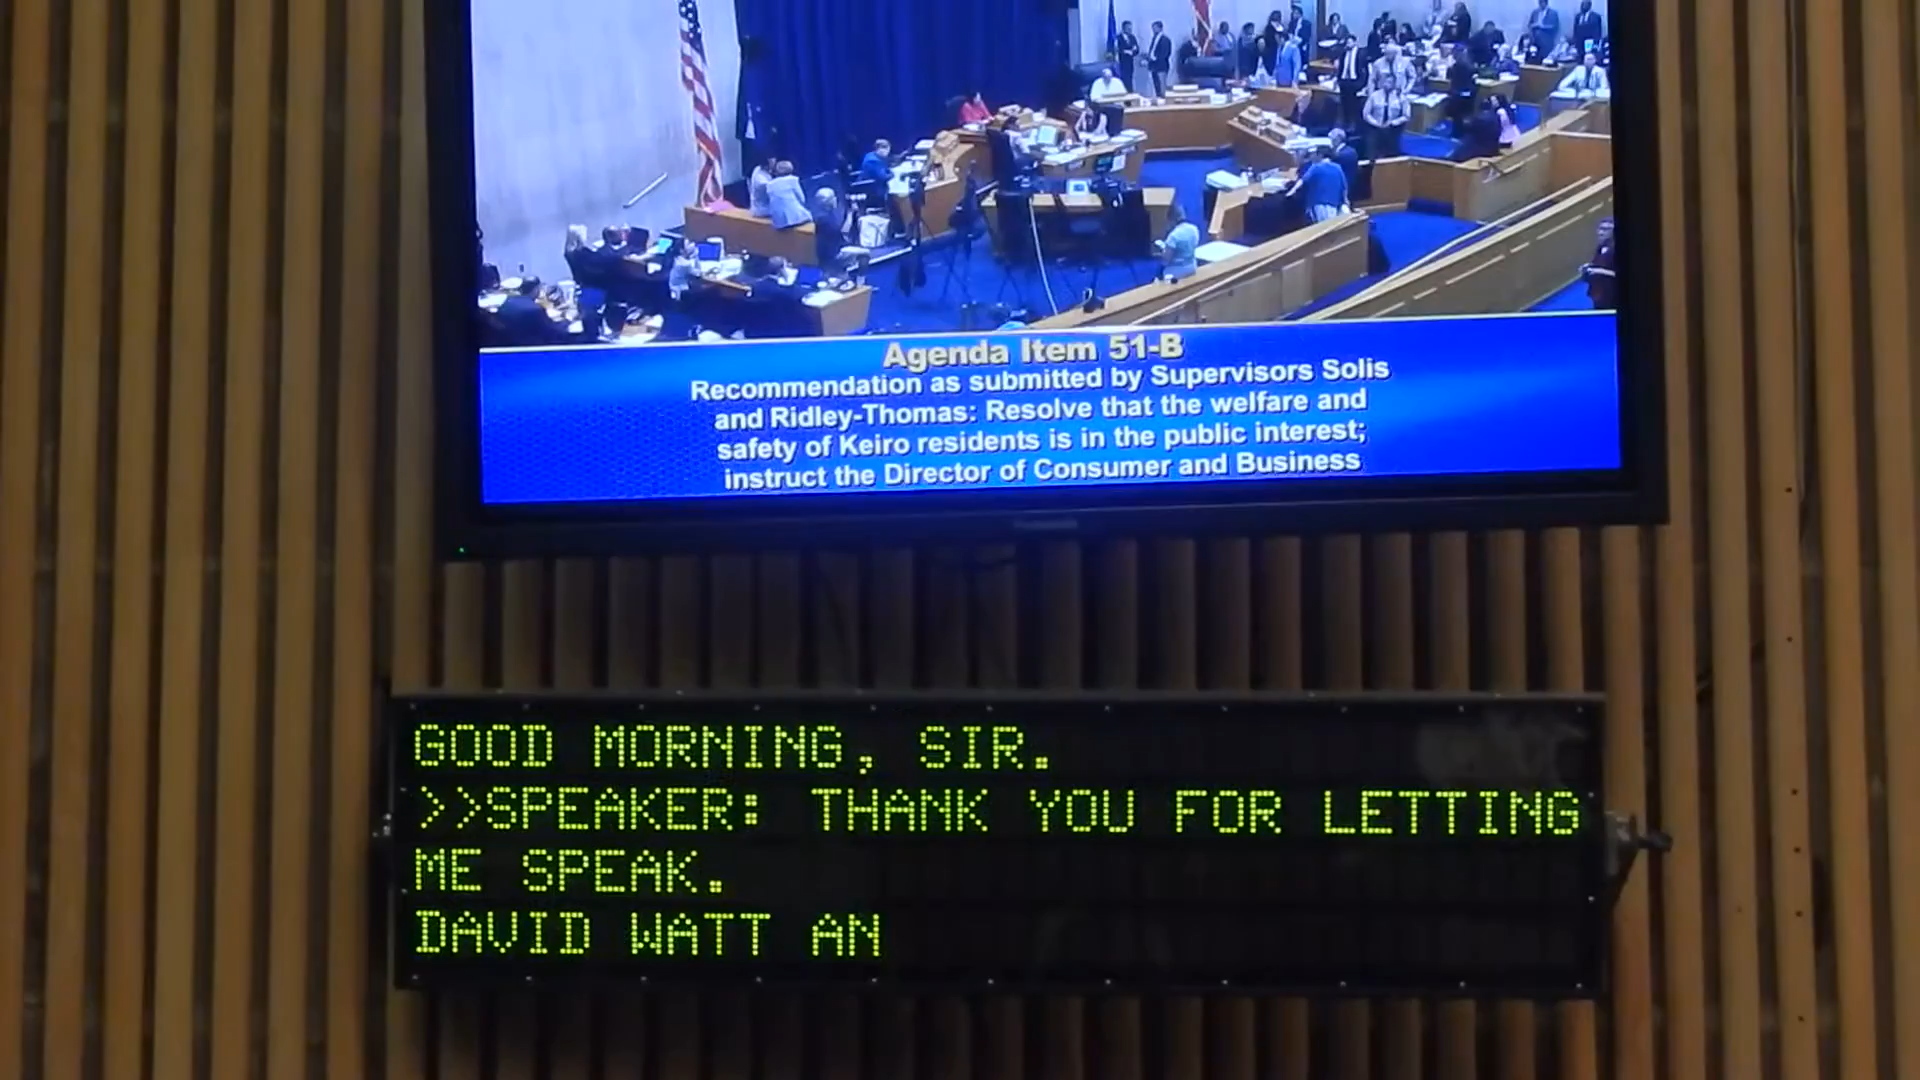 Agenda Item 51-B
Recommendation as submitted by Supervisors Solis
and Ridley-Thomas: Resolve that the welfare and
safety of Keiro residents is in the public interest;
instruct the Director of Consumer and Business
GOOD MORNING, SIR.
>>SPEAKER: THANK YOU FOR LETTING
ME SPEAK.
DAVID WATT AN